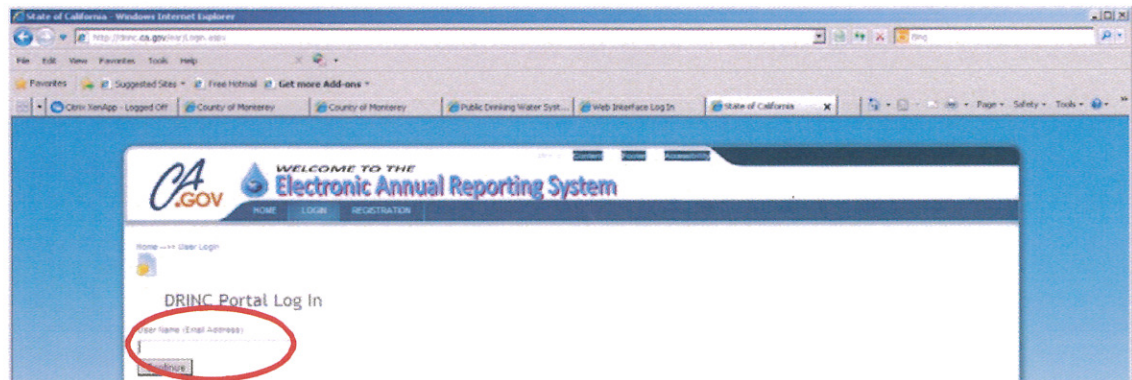 State of California - Windows Internet Explorer
File Edit View Favorites Tools Help
Favorites Suggested Sites Free Hotmail Get more Add-ons
Citrix XenApp - Logged Off County of Monterey County of Monterey Public Drinking Water Syst... Web Interface Log In State of California x Page Safety Tools
Content Footer Accessibility
CA.GOV
WELCOME TO THE
Electronic Annual Reporting System
HOME LOGIN REGISTRATION
Home -->> User Login
DRINC Portal Log In
User Name (Email Address)
Continue